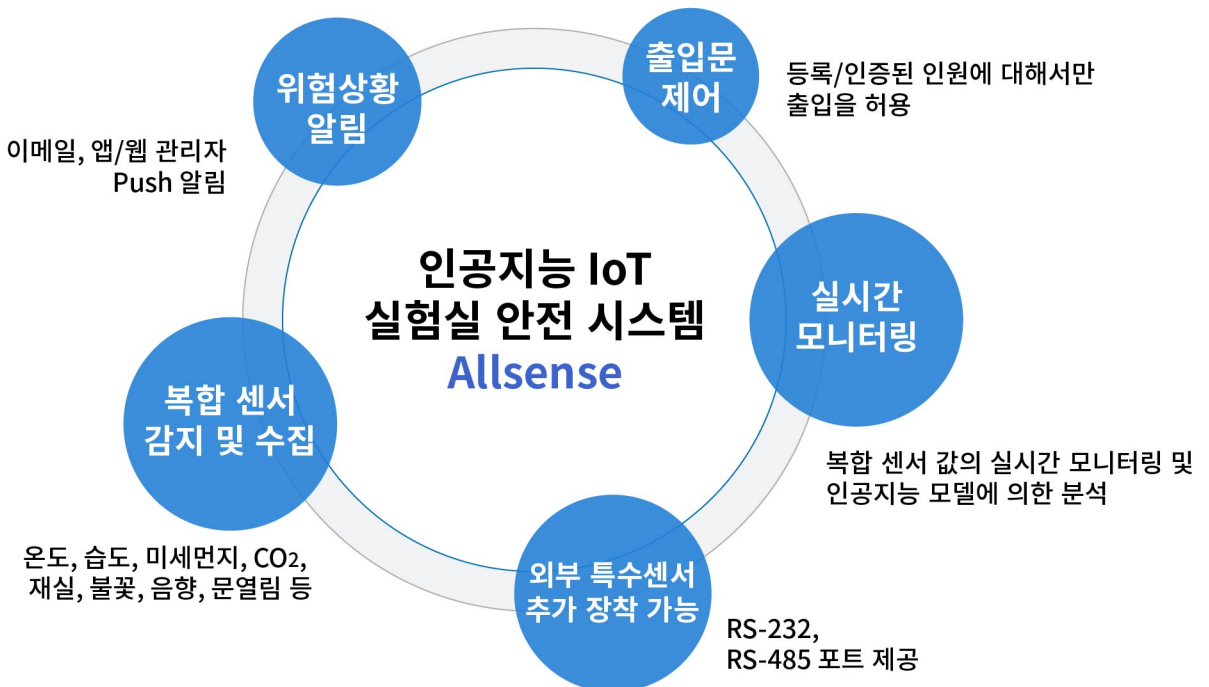 위험상황
알림
이메일, 앱/웹 관리자
Push 알림
출입문
제어
등록/인증된 인원에 대해서만
출입을 허용
인공지능 IoT
실험실 안전 시스템
Allsense
실시간
모니터링
복합 센서 값의 실시간 모니터링 및
인공지능 모델에 의한 분석
복합 센서
감지 및 수집
온도, 습도, 미세먼지, CO2,
재실, 불꽃, 음향, 문열림 등
외부 특수센서
추가 장착 가능
RS-232,
RS-485 포트 제공